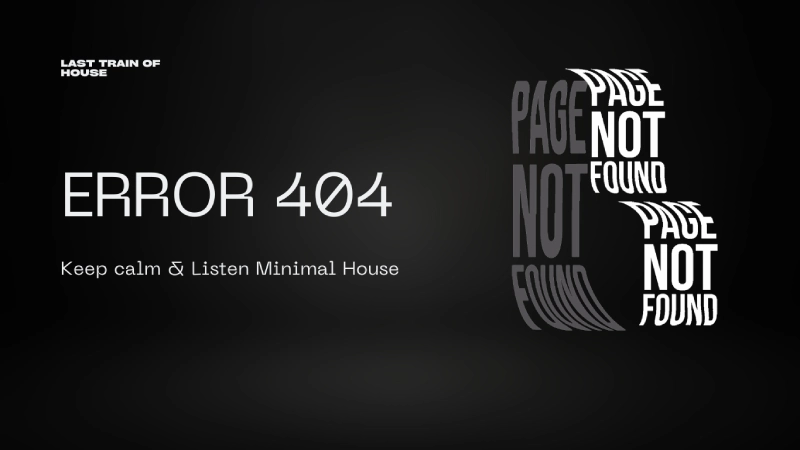 LAST TRAIN OF
HOUSE
ERROR 404
Keep calm & Listen Minimal House
PAGE
NOT
FOUND
PAGE
NOT
FOUND
PAGE
NOT
FOUND